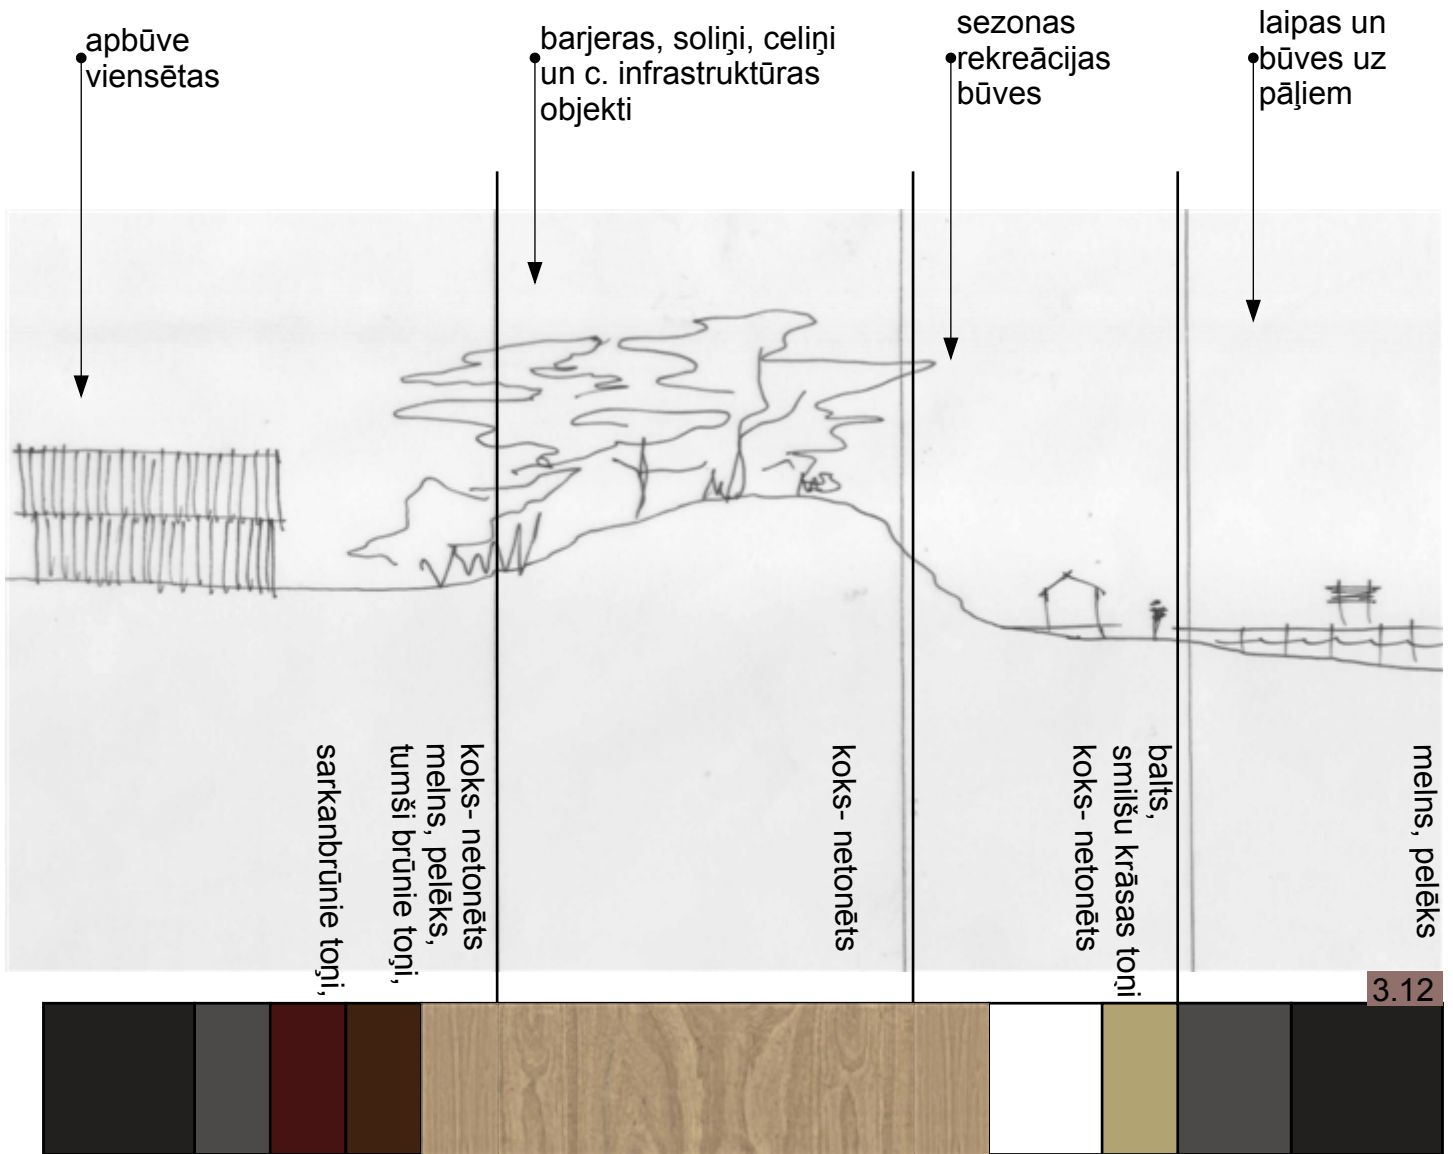 apbūve
viensētas
barjeras, soliņi, celiņi
un c. infrastruktūras
objekti
sezonas
rekreācijas
būves
laipas un
būves uz
pāļiem
koks- netonēts
melns, pelēks,
tumši brūnie toņi,
sarkanbrūnie toņi,
koks- netonēts
balts,
smilšu krāsas toņi
koks- netonēts
melns, pelēks
3.12